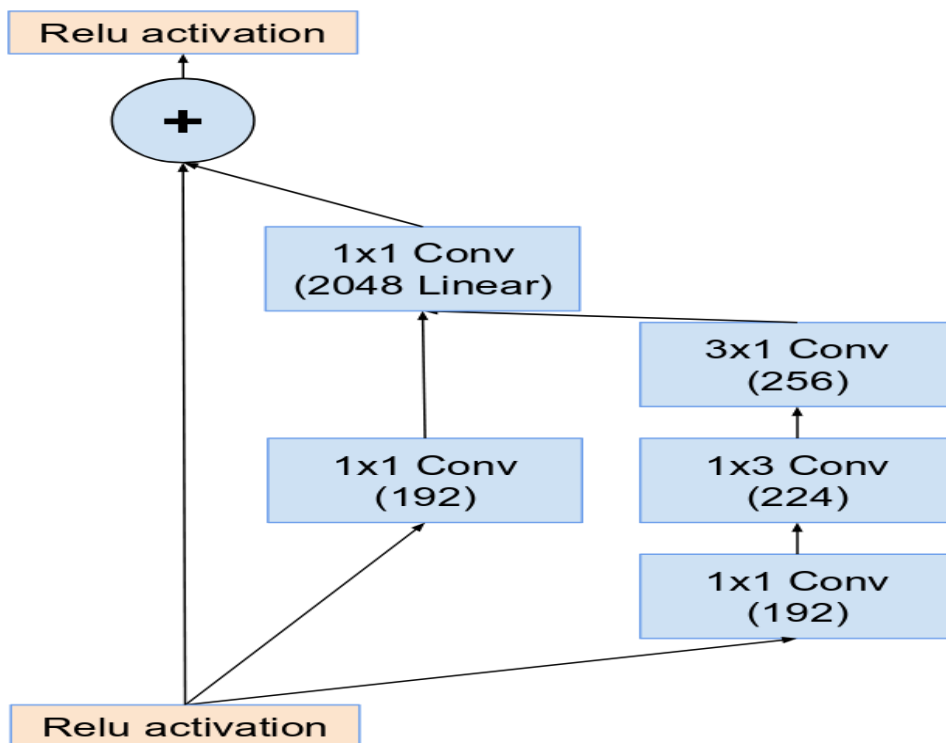 Relu activation
+
1x1 Conv
(2048 Linear)
3x1 Conv
(256)
1x1 Conv
(192)
1x3 Conv
(224)
1x1 Conv
(192)
Relu activation